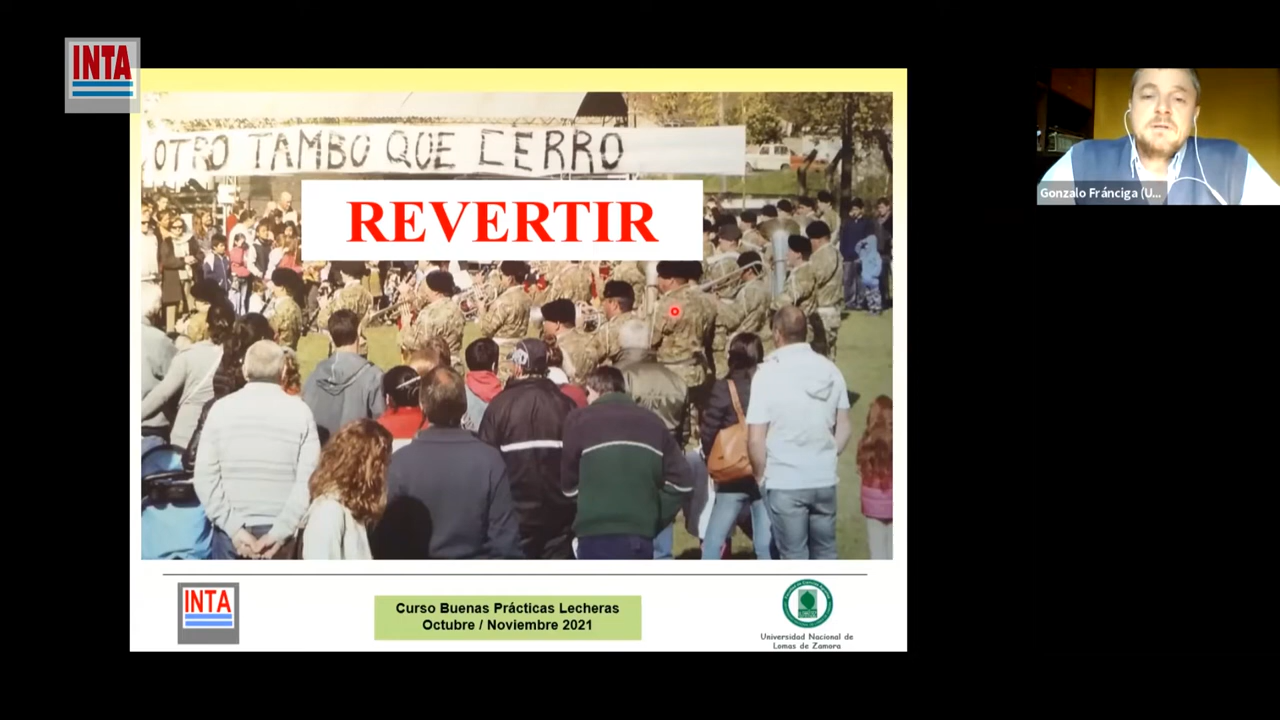 INTA
OTRO TAMBO QUE CERRO
REVERTIR
Gonzalo Fránciga (U...
INTA
Curso Buenas Prácticas Lecheras
Octubre / Noviembre 2021
Universidad Nacional de
Lomas de Zamora